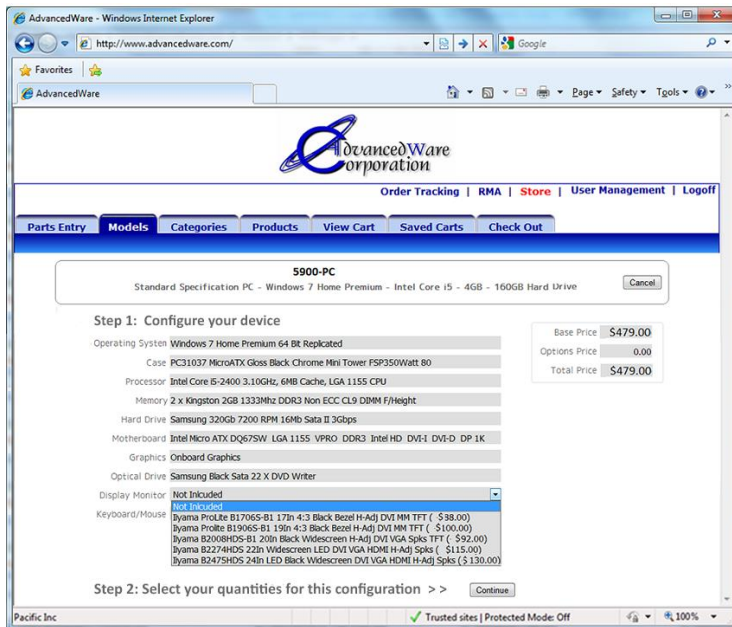 AdvancedWare - Windows Internet Explorer
http://www.advancedware.com/
Google
Favorites
AdvancedWare
Page Safety Tools
AdvancedWare
Corporation
Order Tracking | RMA | Store | User Management | Logoff
Parts Entry Models Categories Products View Cart Saved Carts Check Out
5900-PC
Standard Specification PC - Windows 7 Home Premium - Intel Core i5 - 4GB - 160GB Hard Drive
Cancel
Step 1: Configure your device
Base Price $479.00
Options Price 0.00
Total Price $479.00
Operating System Windows 7 Home Premium 64 Bit Replicated
Case PC31037 MicroATX Gloss Black Chrome Mini Tower FSP350Watt 80
Processor Intel Core i5-2400 3.10GHz, 6MB Cache, LGA 1155 CPU
Memory 2 x Kingston 2GB 1333Mhz DDR3 Non ECC CL9 DIMM F/Height
Hard Drive Samsung 320Gb 7200 RPM 16Mb Sata II 3Gbps
Motherboard Intel Micro ATX DQ67SW LGA 1155 VPRO DDR3 Intel HD DVI-I DVI-D DP 1K
Graphics Onboard Graphics
Optical Drive Samsung Black Sata 22 X DVD Writer
Display Monitor Not Inlcuded
Keyboard/Mouse
Not Inlcuded
Ilyama ProLite B1706S-B1 17In 4:3 Black Bezel H-Adj DVI MM TFT ( $38.00)
Ilyama Prolite B1906S-B1 19In 4:3 Black Bezel H-Adj DVI MM TFT ( $100.00)
Ilyama B2008HDS-B1 20In Black Widescreen H-Adj DVI VGA Spks TFT ( $92.00)
Ilyama B2274HDS 22In Widescreen LED DVI VGA HDMI H-Adj Spks ( $115.00)
Ilyama B2475HDS 24In LED Black Widescreen DVI VGA HDMI H-Adj Spks ($ 130.00)
Step 2: Select your quantities for this configuration > >
Continue
Pacific Inc
Trusted sites | Protected Mode: Off
100%